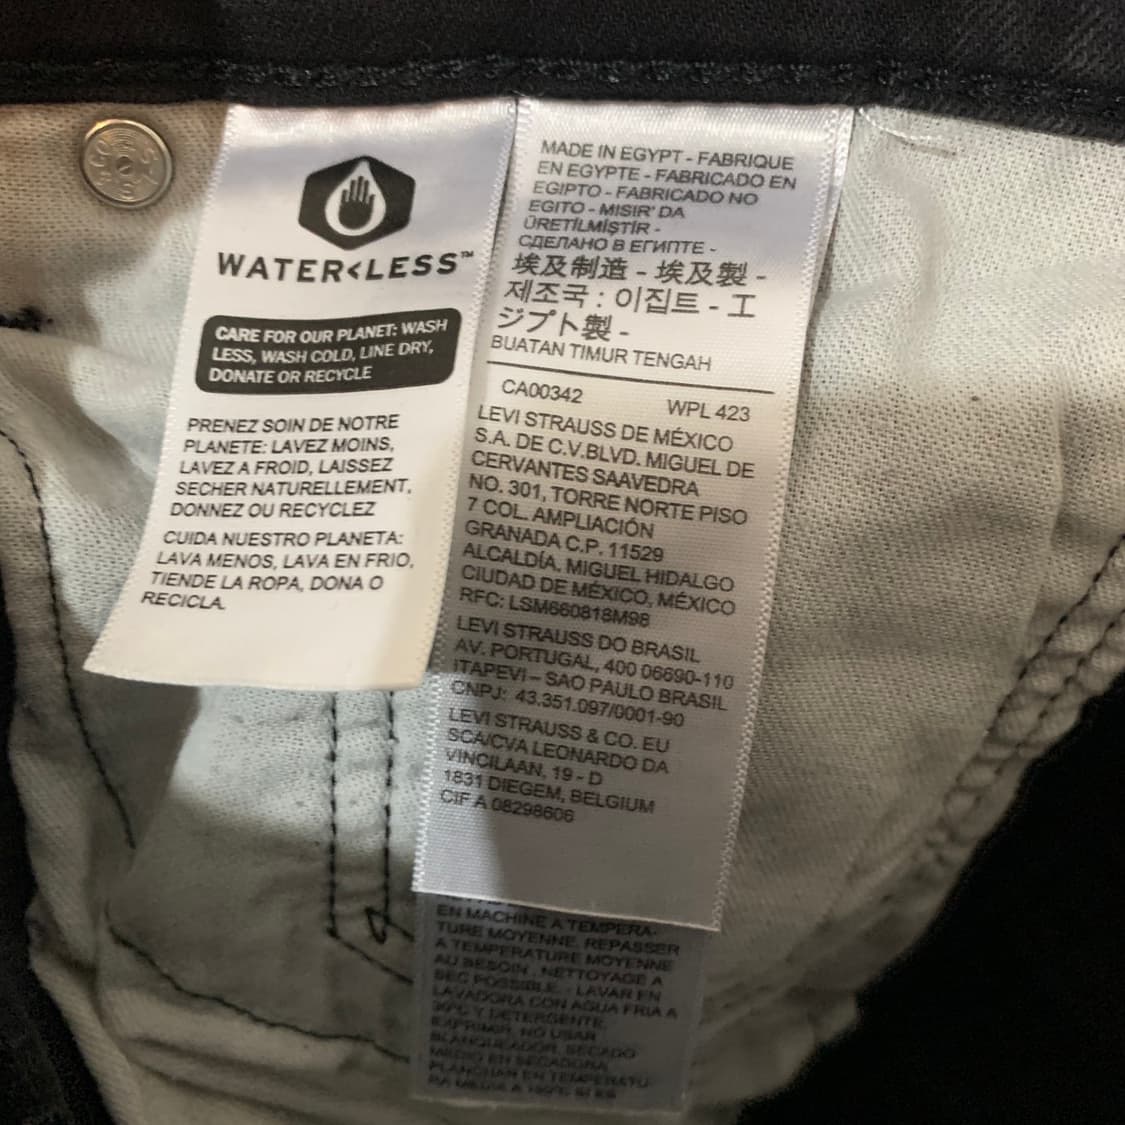 WATER<LESS™
CARE FOR OUR PLANET: WASH
LESS, WASH COLD, LINE DRY,
DONATE OR RECYCLE
PRENEZ SOIN DE NOTRE
PLANETE: LAVEZ MOINS,
LAVEZ A FROID, LAISSEZ
SECHER NATURELLEMENT,
DONNEZ OU RECYCLEZ
CUIDA NUESTRO PLANETA:
LAVA MENOS, LAVA EN FRIO,
TIENDE LA ROPA, DONA O
RECICLA.
MADE IN EGYPT - FABRIQUE
EN EGYPTE - FABRICADO EN
EGIPTO - FABRICADO NO
EGITO - MISIR' DA
ÜRETİLMİŞTİR -
СДЕЛАНО В ЕГИПТЕ -
埃及制造 - 埃及製 -
제조국 : 이집트 - エ
ジプト製 -
BUATAN TIMUR TENGAH
CA00342
WPL 423
LEVI STRAUSS DE MÉXICO
S.A. DE C.V.BLVD. MIGUEL DE
CERVANTES SAAVEDRA
NO. 301, TORRE NORTE PISO
7 COL. AMPLIACIÓN
GRANADA C.P. 11529
ALCALDÍA. MIGUEL HIDALGO
CIUDAD DE MÉXICO, MÉXICO
RFC: LSM660818M98
LEVI STRAUSS DO BRASIL
AV. PORTUGAL, 400 06690-110
ITAPEVI – SAO PAULO BRASIL
CNPJ: 43.351.097/0001-90
LEVI STRAUSS & CO. EU
SCA/CVA LEONARDO DA
VINCILAAN, 19 - D
1831 DIEGEM, BELGIUM
CIF A 08298606
EN MACHINE A TEMPERA-
TURE MOYENNE. REPASSER
A TEMPERATURE MOYENNE
AU BESOIN . NETTOYAGE A
SEC POSSIBLE. - LAVAR EN
LAVADORA CON AGUA FRIA A
30°C Y DETERGENTE.
EXPRIMIR. NO USAR
BLANQUEADOR. SECADO
MEDIO EN SECADORA.
PLANCHAR EN TEMPERATU-
RA MEDIA A